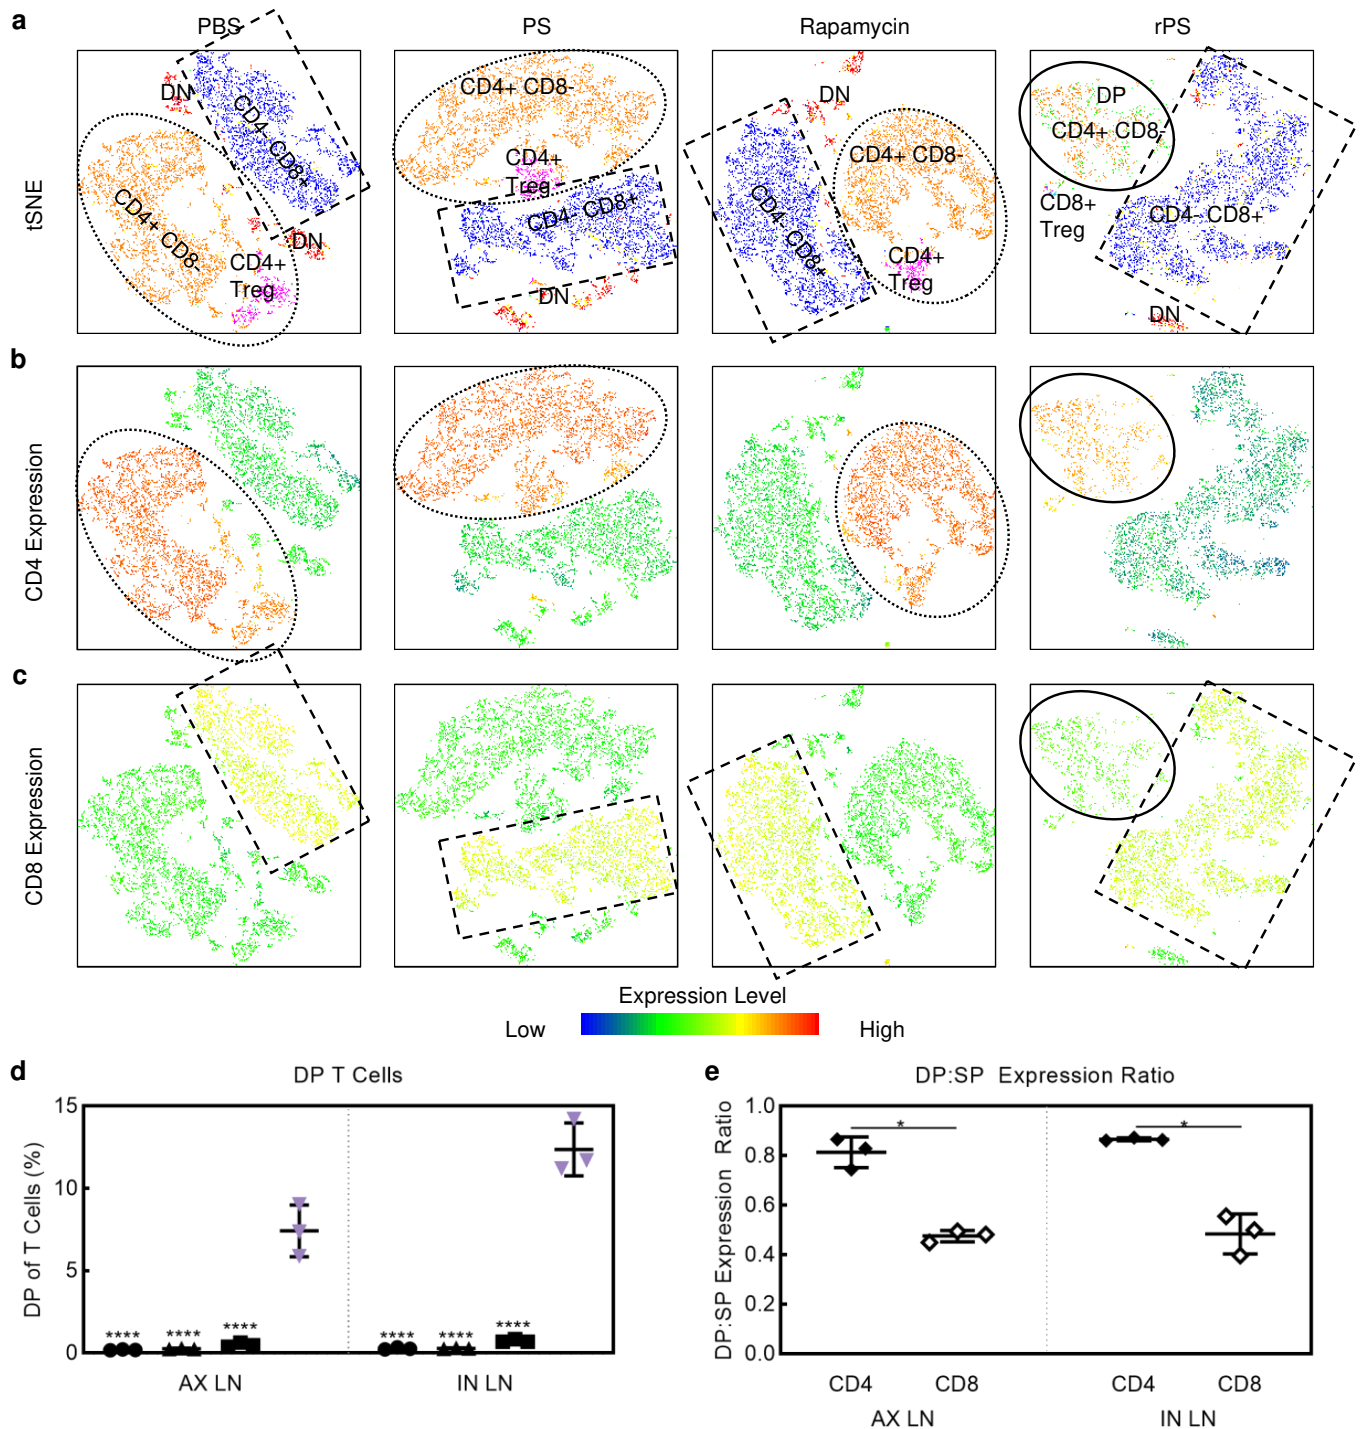 a
PBS
PS
Rapamycin
rPS
tSNE
DN
CD4- CD8+
CD4+ CD8-
DN
CD4+
Treg
CD4+ CD8-
CD4+
Treg
CD4- CD8+
DN
DN
CD4- CD8+
CD4+ CD8-
CD4+
Treg
DP
CD4+ CD8-
CD8+
Treg
CD4- CD8+
DN
b
CD4 Expression
c
CD8 Expression
Expression Level
Low
High
d
DP T Cells
DP of T Cells (%)
15
10
5
0
****
****
****
****
****
****
AX LN
IN LN
e
DP:SP Expression Ratio
DP:SP Expression Ratio
1.0
0.8
0.6
0.4
0.2
0.0
*
*
CD4
CD8
CD4
CD8
AX LN
IN LN